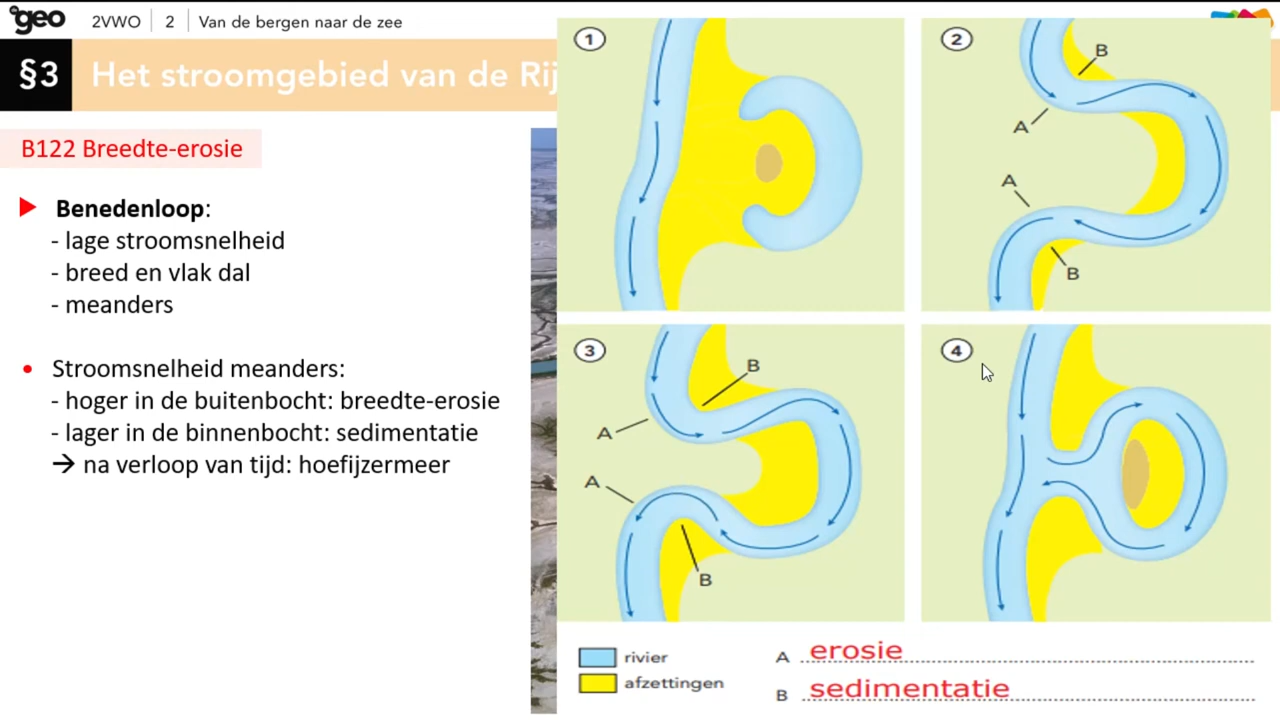 geo 2VWO 2 Van de bergen naar de zee
§3 Het stroomgebied van de Rij
B122 Breedte-erosie
Benedenloop:
- lage stroomsnelheid
- breed en vlak dal
- meanders
• Stroomsnelheid meanders:
- hoger in de buitenbocht: breedte-erosie
- lager in de binnenbocht: sedimentatie
→ na verloop van tijd: hoefijzermeer
1
2
B
A
A
B
3
B
A
A
B
4
rivier
afzettingen
A erosie
B sedimentatie